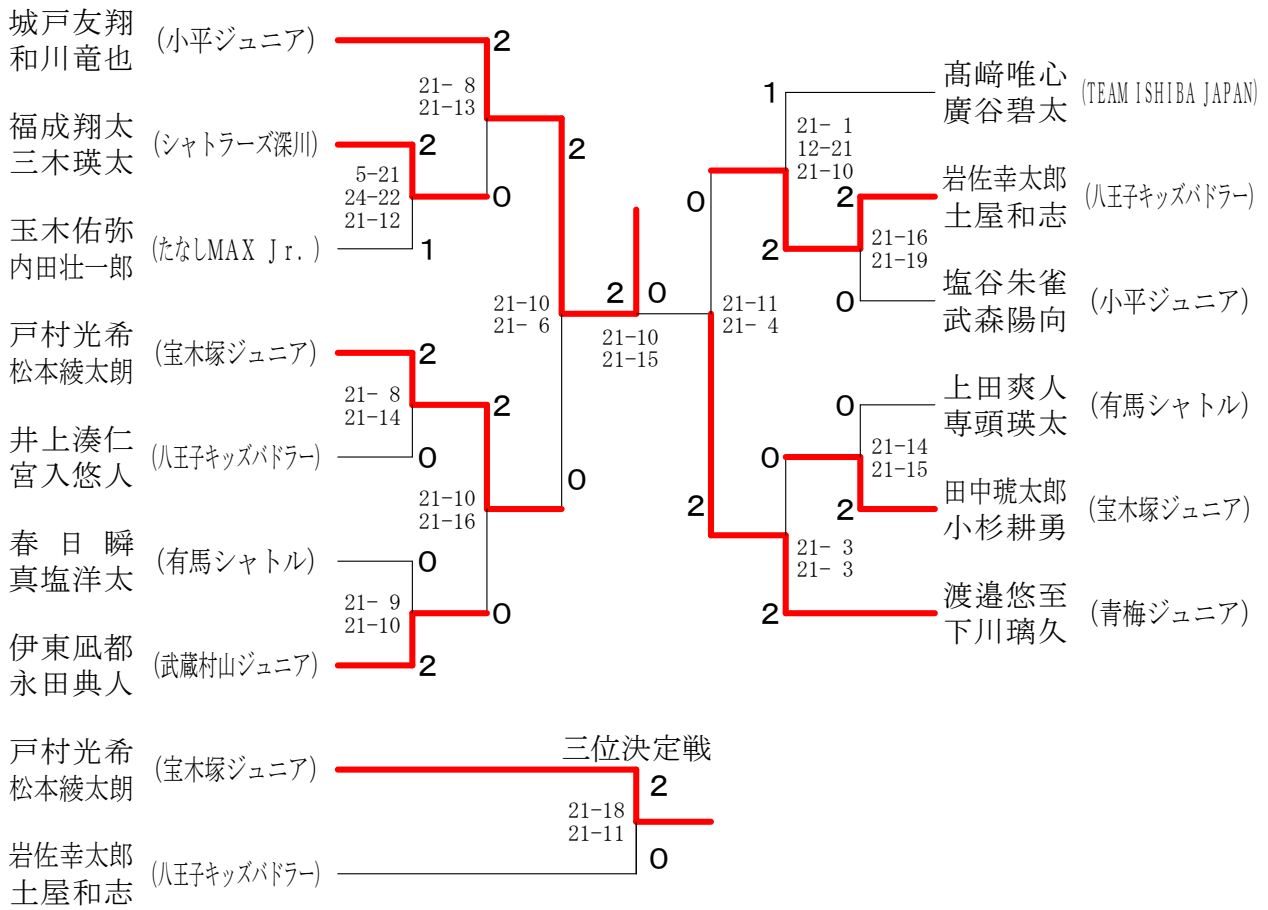 城戸友翔
和川竜也
(小平ジュニア)
2
21- 8
21-13
福成翔太
三木瑛太
(シャトラーズ深川)
2
0
5-21
24-22
21-12
玉木佑弥
内田壮一郎
(たなしMAX Jr.)
1
2
21-10
21- 6
戸村光希
松本綾太朗
(宝木塚ジュニア)
2
21- 8
21-14
2
井上湊仁
宮入悠人
(八王子キッズバドラー)
0
0
21-10
21-16
春日瞬
真塩洋太
(有馬シャトル)
0
21- 9
21-10
0
伊東凪都
永田典人
(武蔵村山ジュニア)
2
2
0
21-10
21-15
1
髙﨑唯心
廣谷碧太
(TEAM ISHIBA JAPAN)
21- 1
12-21
21-10
0
2
岩佐幸太郎
土屋和志
(八王子キッズバドラー)
2
21-16
21-19
0
塩谷朱雀
武森陽向
(小平ジュニア)
21-11
21- 4
0
上田爽人
専頭瑛太
(有馬シャトル)
21-14
21-15
0
2
田中琥太郎
小杉耕勇
(宝木塚ジュニア)
2
21- 3
21- 3
2
渡邉悠至
下川璃久
(青梅ジュニア)
三位決定戦
戸村光希
松本綾太朗
(宝木塚ジュニア)
2
21-18
21-11
岩佐幸太郎
土屋和志
(八王子キッズバドラー)
0